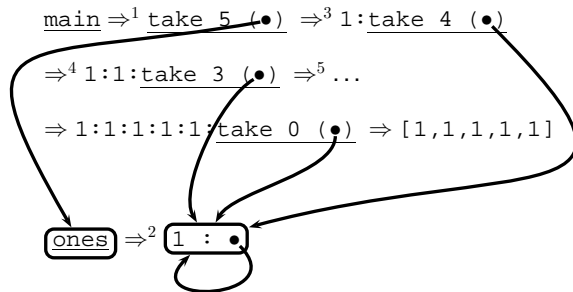 main ⇒¹ take 5 (•) ⇒³ 1:take 4 (•)
⇒⁴ 1:1:take 3 (•) ⇒⁵ ...
⇒ 1:1:1:1:1:take 0 (•) ⇒ [1,1,1,1,1]
ones ⇒² 1 : •